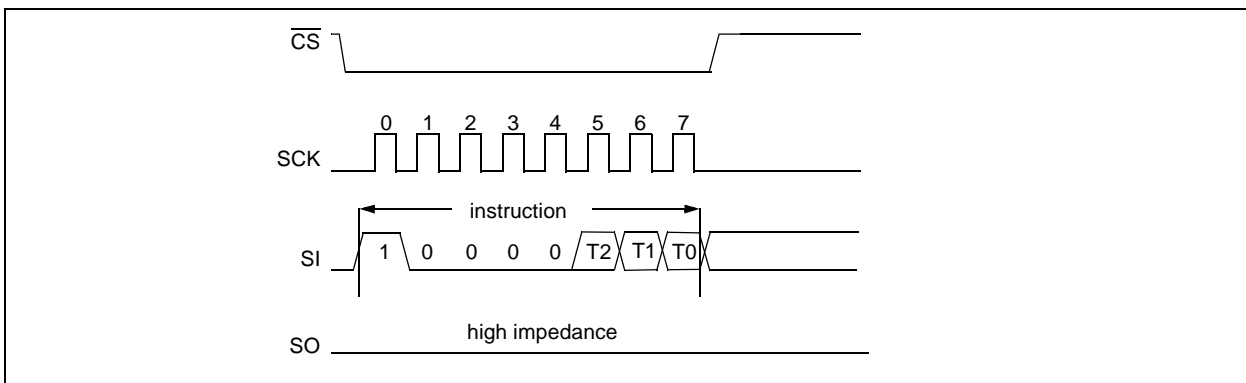 CS
0 1 2 3 4 5 6 7
SCK
instruction
SI 1 0 0 0 0 T2 T1 T0
high impedance
SO